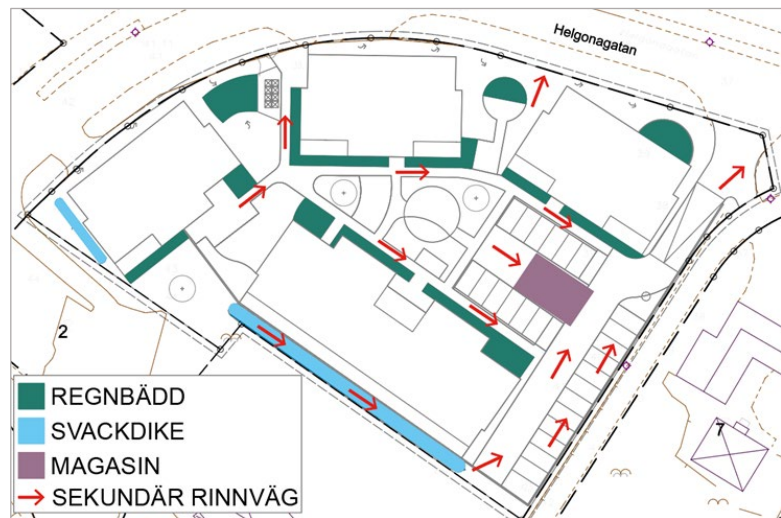 Helgonagatan
2
7
REGNBÄDD
SVACKDIKE
MAGASIN
SEKUNDÄR RINNVÄG